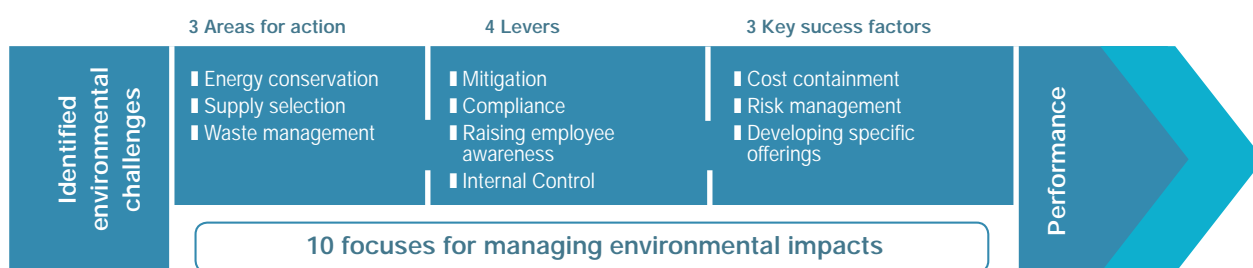 3 Areas for action
4 Levers
3 Key sucess factors
Identified
environmental
challenges
❚ Energy conservation
❚ Supply selection
❚ Waste management
❚ Mitigation
❚ Compliance
❚ Raising employee
awareness
❚ Internal Control
❚ Cost containment
❚ Risk management
❚ Developing specific
offerings
Performance
10 focuses for managing environmental impacts